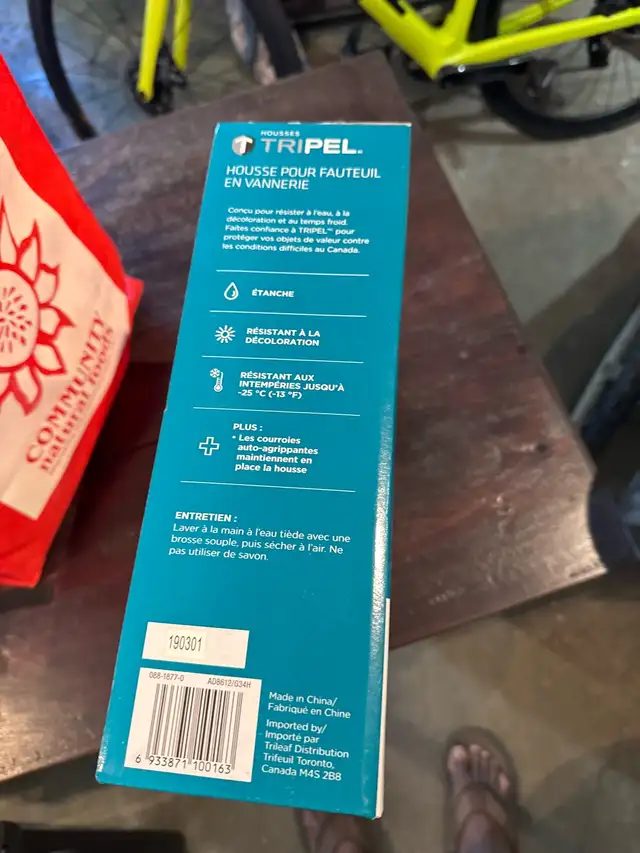 HOUSSES
TRIPEL
HOUSSE POUR FAUTEUIL
EN VANNERIE
Conçu pour résister à l'eau, à la
décoloration et au temps froid.
Faites confiance à TRIPEL™ pour
protéger vos objets de valeur contre
les conditions difficiles au Canada.
ÉTANCHE
RÉSISTANT À LA
DÉCOLORATION
RÉSISTANT AUX
INTEMPÉRIES JUSQU'À
-25 °C (-13 °F)
PLUS :
• Les courroies
auto-agrippantes
maintiennent en
place la housse
ENTRETIEN :
Laver à la main à l'eau tiède avec une
brosse souple, puis sécher à l'air. Ne
pas utiliser de savon.
190301
088-1877-0 AD8612/G34H
6 933871 100163
Made in China/
Fabriqué en Chine
Imported by/
Importé par
Trileaf Distribution
Trifeuil Toronto,
Canada M4S 2B8
COMMUNITY
natural foods